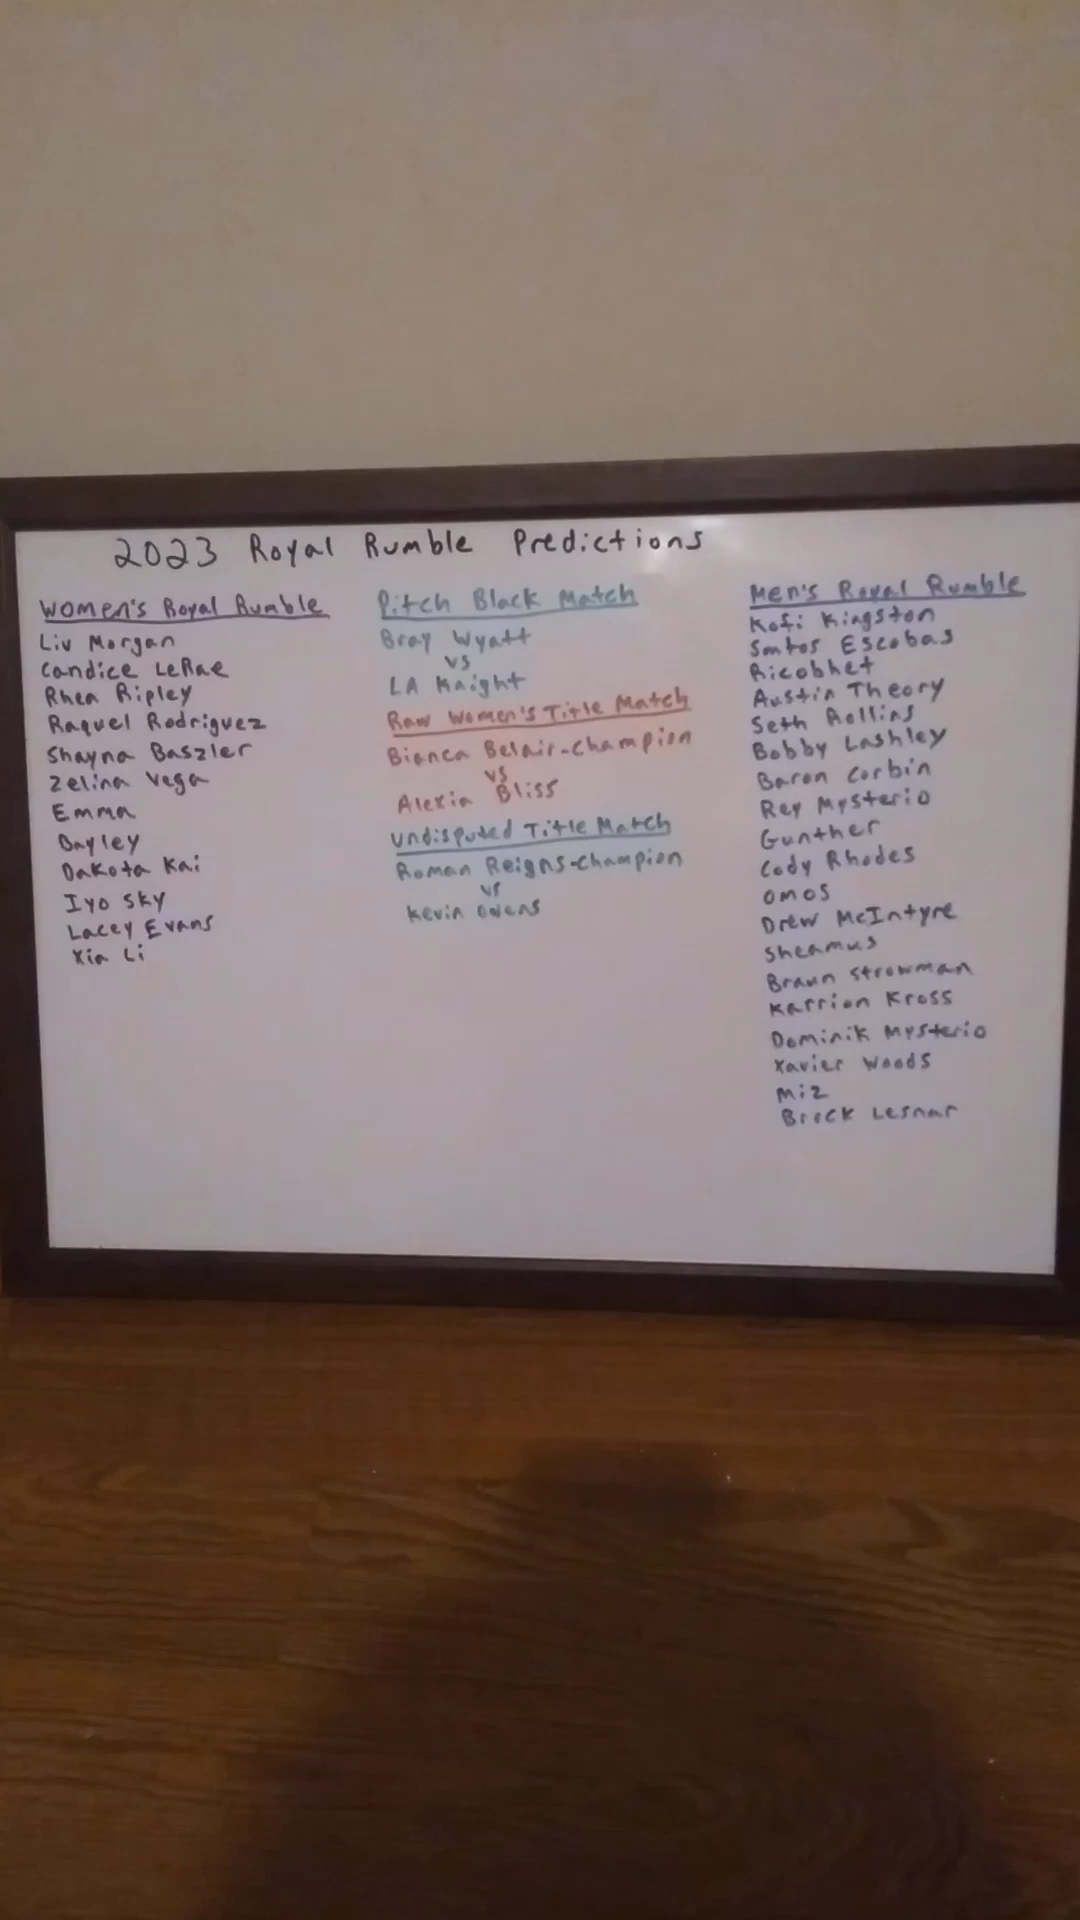 2023 Royal Rumble Predictions
Women's Royal Rumble
Liv Morgan
Candice LeRae
Rhea Ripley
Raquel Rodriguez
Shayna Baszler
Zelina Vega
Emma
Bayley
Dakota Kai
Iyo Sky
Lacey Evans
Xia Li
Pitch Black Match
Bray Wyatt
vs
LA Knight
Raw Women's Title Match
Bianca Belair-Champion
vs
Alexia Bliss
Undisputed Title Match
Roman Reigns-Champion
vs
Kevin Owens
Men's Royal Rumble
Kofi Kingston
Santos Escobas
Ricobhet
Austin Theory
Seth Rollins
Bobby Lashley
Baron Corbin
Rey Mysterio
Gunther
Cody Rhodes
Omos
Drew McIntyre
Sheamus
Braun Strowman
Karrion Kross
Dominik Mysterio
Xavier Woods
Miz
Brock Lesnar